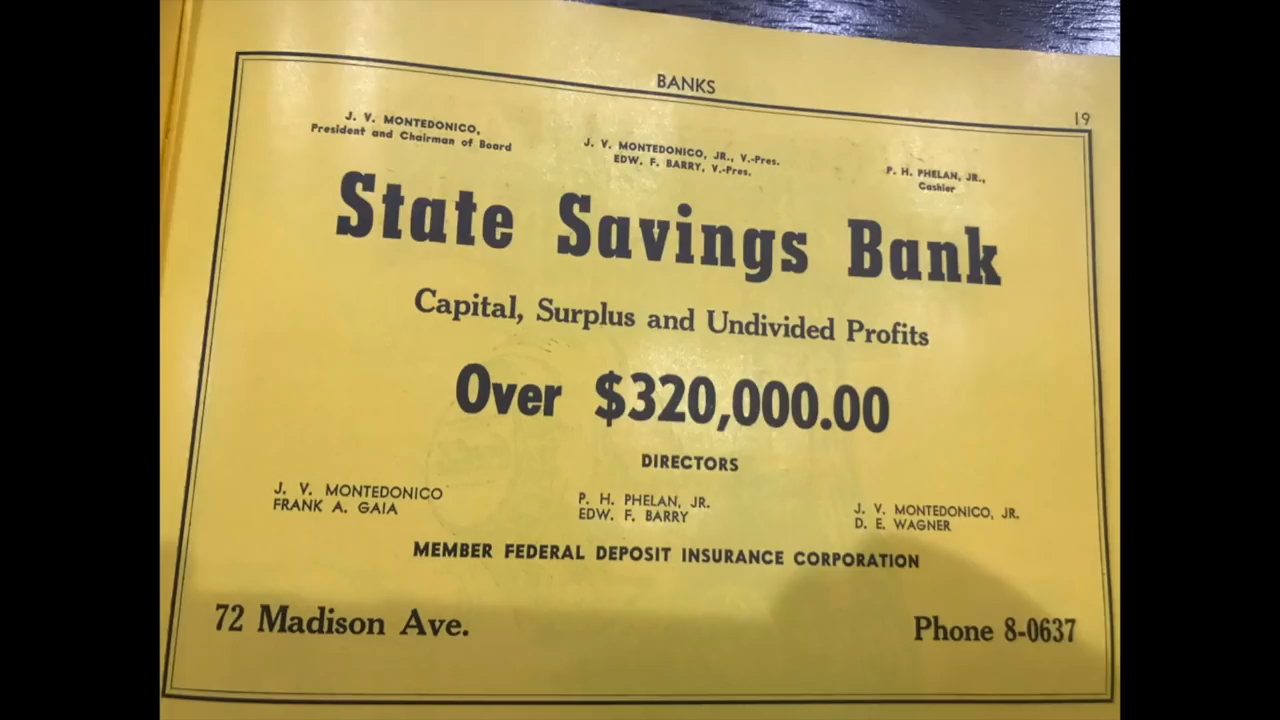 BANKS
19
J. V. MONTEDONICO,
President and Chairman of Board
J. V. MONTEDONICO, JR., V.-Pres.
EDW. F. BARRY, V.-Pres.
P. H. PHELAN, JR.,
Cashier
State Savings Bank
Capital, Surplus and Undivided Profits
Over $320,000.00
DIRECTORS
J. V. MONTEDONICO
FRANK A. GAIA
P. H. PHELAN, JR.
EDW. F. BARRY
J. V. MONTEDONICO, JR.
D. E. WAGNER
MEMBER FEDERAL DEPOSIT INSURANCE CORPORATION
72 Madison Ave.
Phone 8-0637